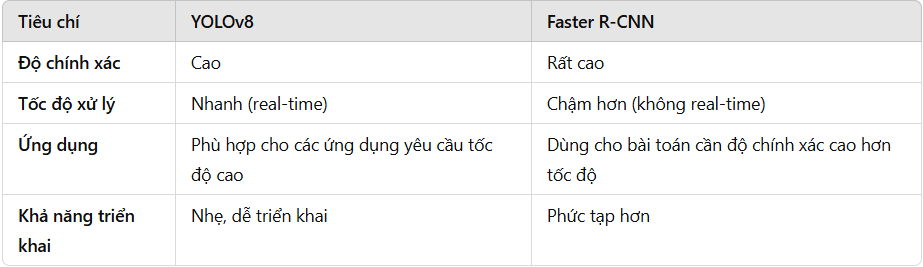 Tiêu chí YOLOv8 Faster R-CNN
Độ chính xác Cao Rất cao
Tốc độ xử lý Nhanh (real-time) Chậm hơn (không real-time)
Ứng dụng Phù hợp cho các ứng dụng yêu cầu tốc Dùng cho bài toán cần độ chính xác cao hơn
độ cao tốc độ
Khả năng triển Nhẹ, dễ triển khai Phức tạp hơn
khai